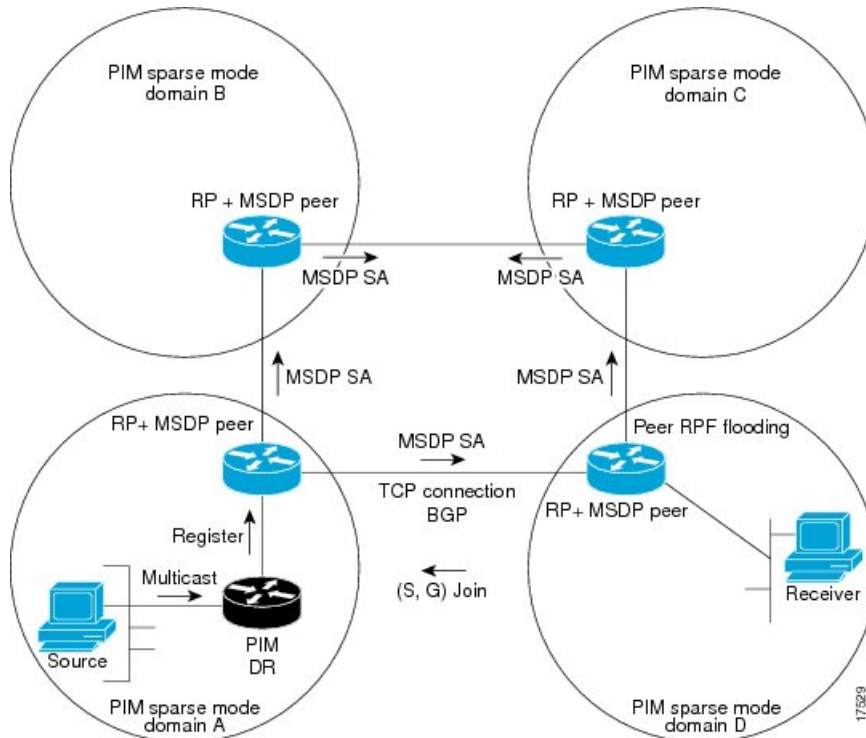 PIM sparse mode
domain B
PIM sparse mode
domain C
RP + MSDP peer
RP + MSDP peer
MSDP SA
MSDP SA
MSDP SA
MSDP SA
RP+ MSDP peer
MSDP SA
Peer RPF flooding
TCP connection
BGP
RP+ MSDP peer
Register
Multicast
(S, G) Join
Receiver
Source
PIM
DR
PIM sparse mode
domain A
PIM sparse mode
domain D
17529